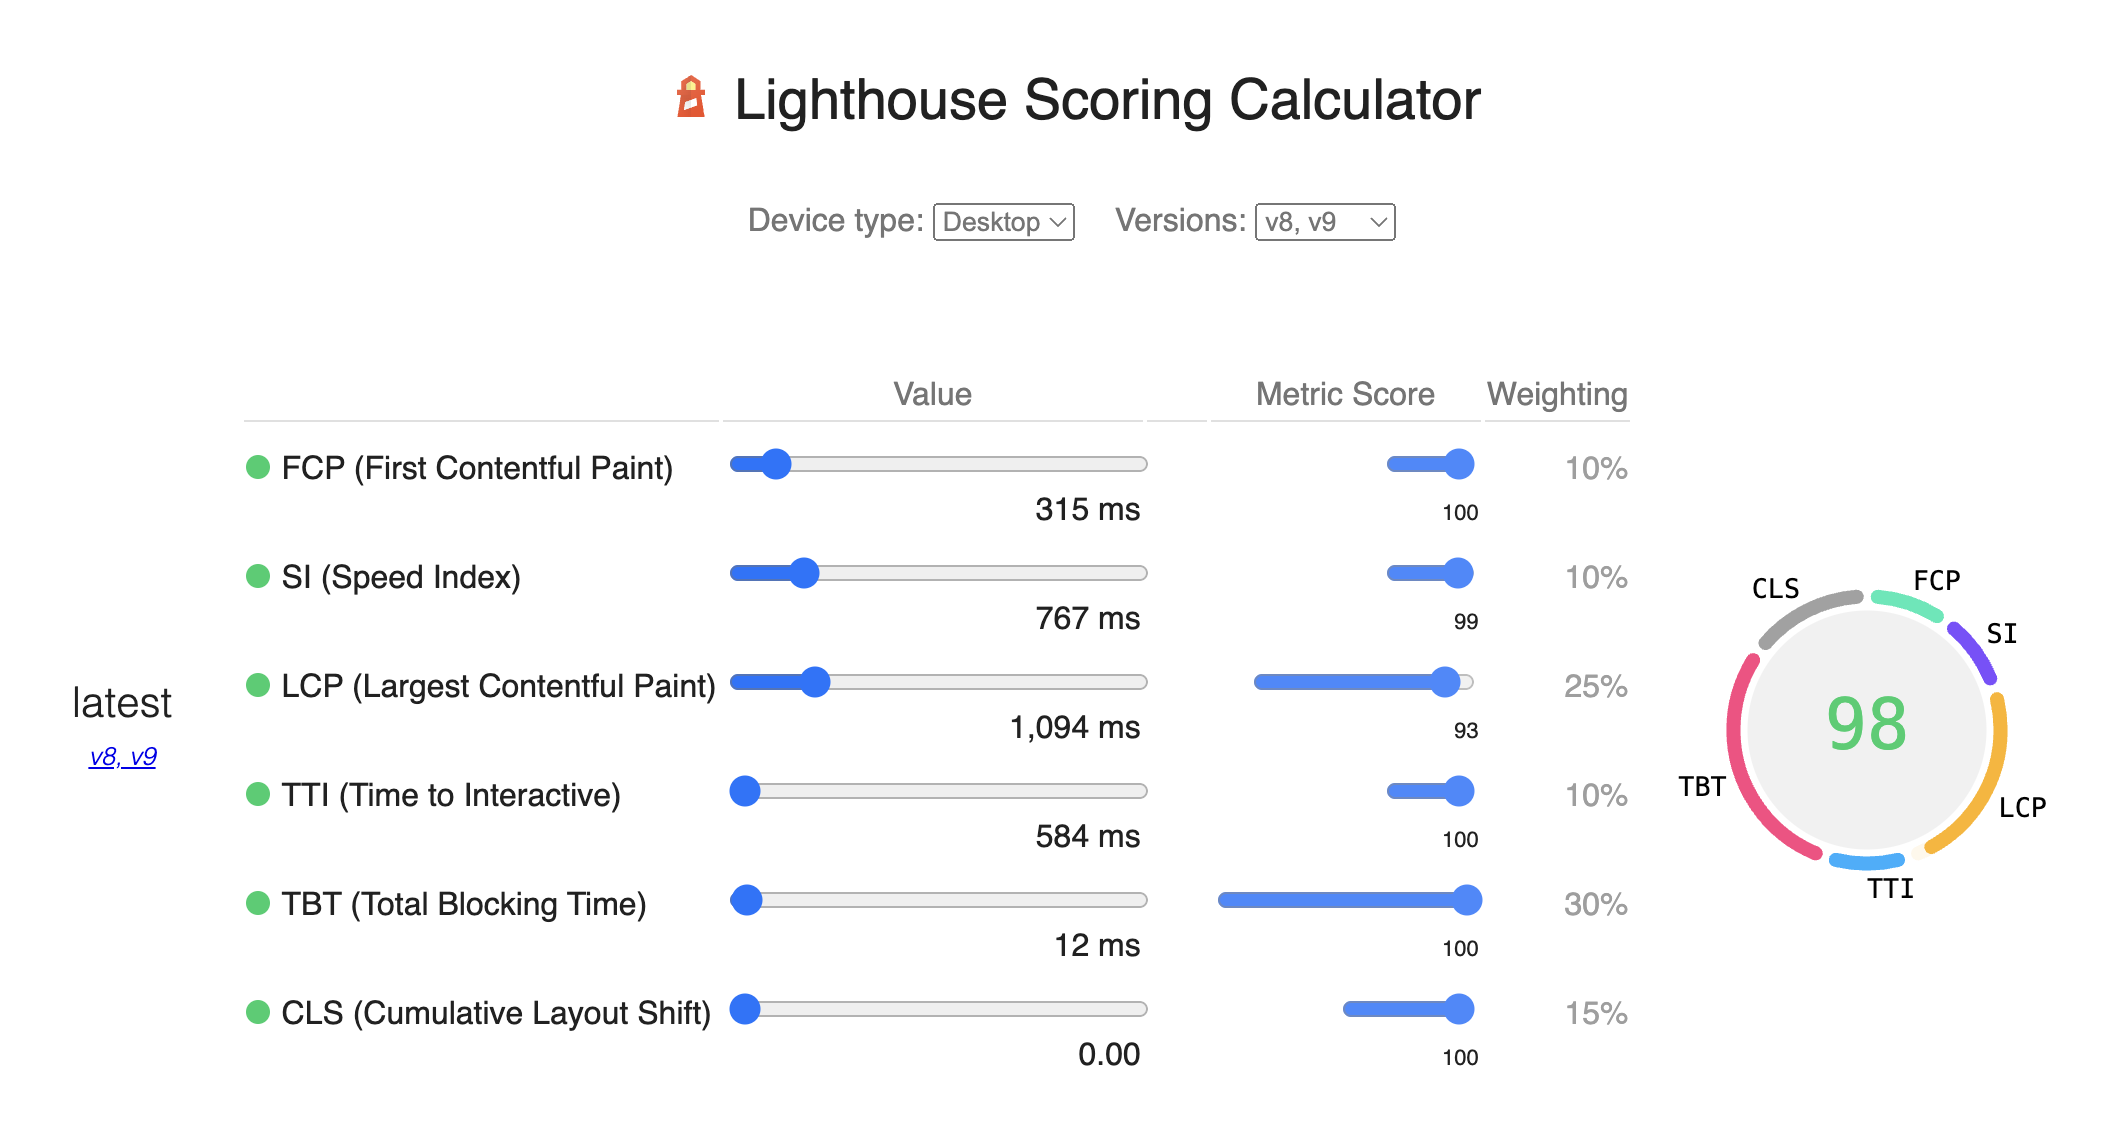 Lighthouse Scoring Calculator
Device type: Desktop Versions: v8, v9
Value Metric Score Weighting
FCP (First Contentful Paint) 10%
315 ms 100
SI (Speed Index) 10%
767 ms 99
LCP (Largest Contentful Paint) 25%
1,094 ms 93
TTI (Time to Interactive) 10%
584 ms 100
TBT (Total Blocking Time) 30%
12 ms 100
CLS (Cumulative Layout Shift) 15%
0.00 100
latest
v8, v9
CLS
FCP
SI
98
TBT
LCP
TTI